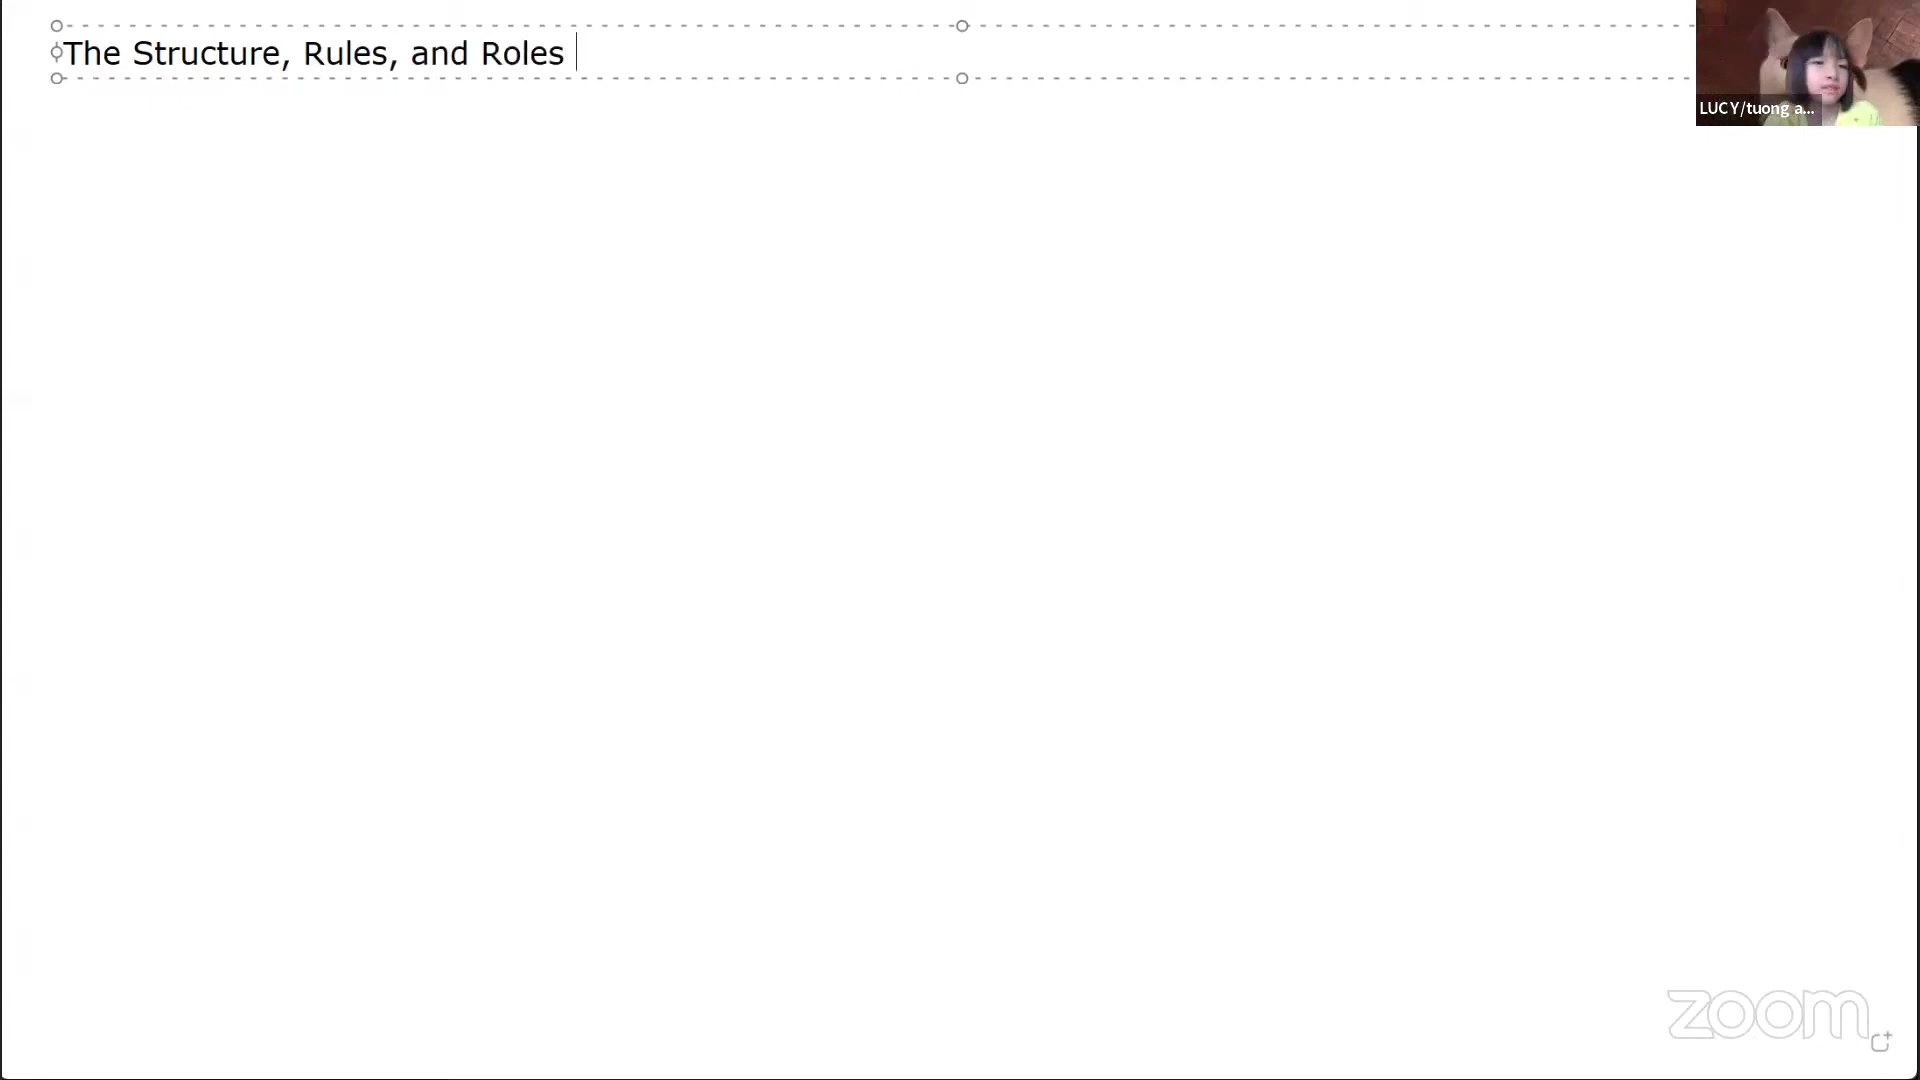 The Structure, Rules, and Roles
LUCY/tuong a...
zoom